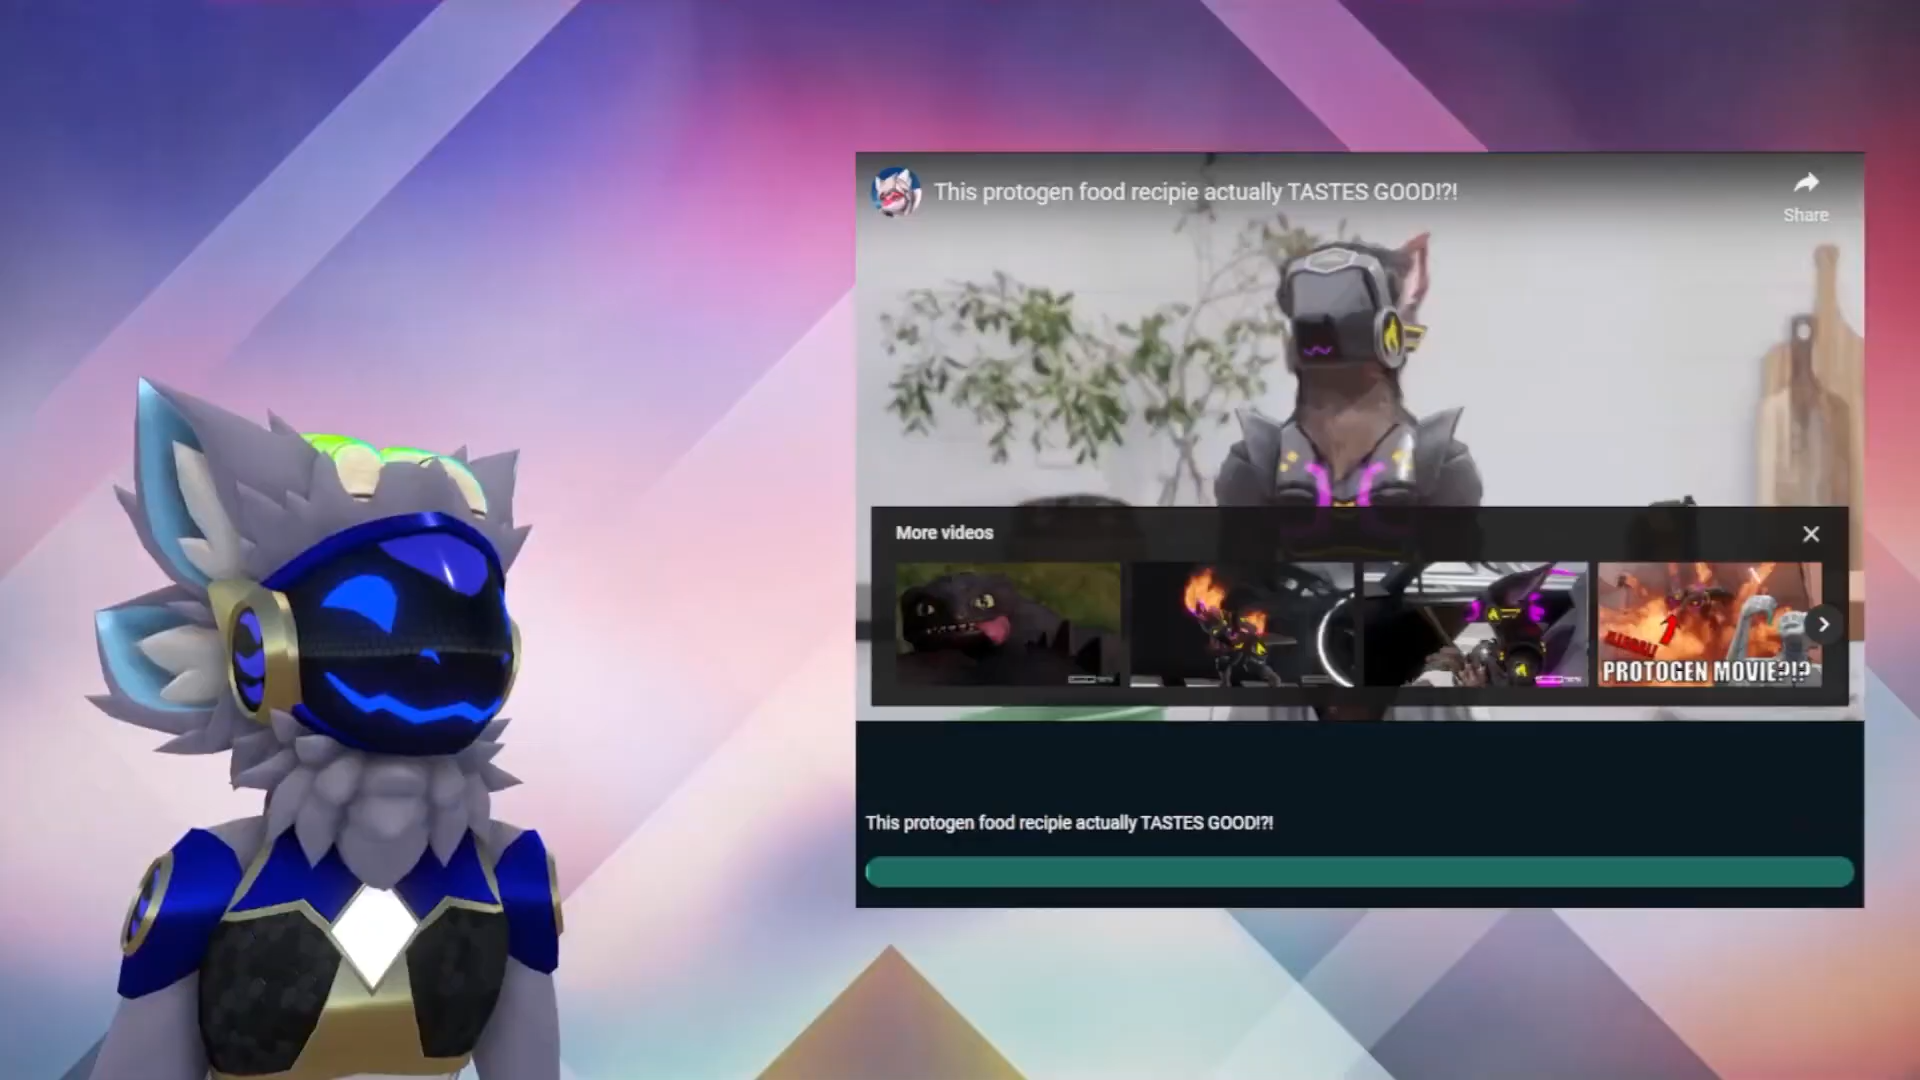 This protogen food recipie actually TASTES GOOD!?!
Share
More videos
PROTOGEN MOVIE?!?
This protogen food recipie actually TASTES GOOD!?!